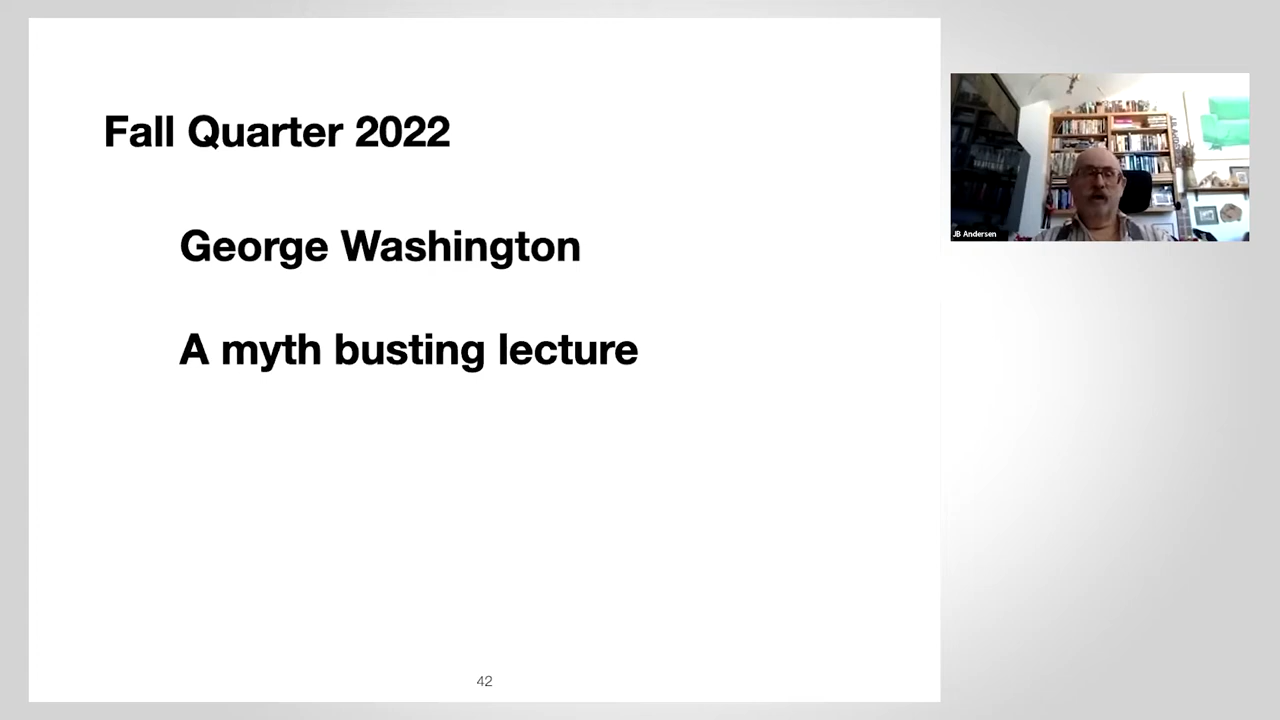 Fall Quarter 2022
George Washington
A myth busting lecture
42
JB Andersen